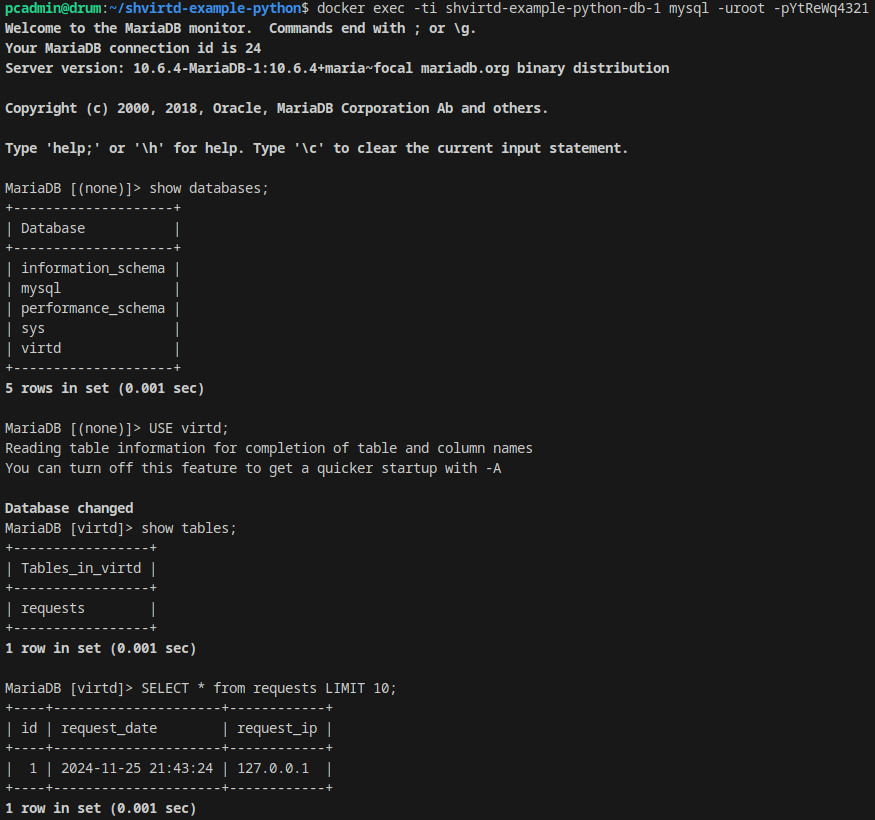 pcadmin@drum:~/shvirtd-example-python$ docker exec -ti shvirtd-example-python-db-1 mysql -uroot -pYtReWq4321
Welcome to the MariaDB monitor.  Commands end with ; or \g.
Your MariaDB connection id is 24
Server version: 10.6.4-MariaDB-1:10.6.4+maria~focal mariadb.org binary distribution

Copyright (c) 2000, 2018, Oracle, MariaDB Corporation Ab and others.

Type 'help;' or '\h' for help. Type '\c' to clear the current input statement.

MariaDB [(none)]> show databases;
+--------------------+
| Database           |
+--------------------+
| information_schema |
| mysql              |
| performance_schema |
| sys                |
| virtd              |
+--------------------+
5 rows in set (0.001 sec)

MariaDB [(none)]> USE virtd;
Reading table information for completion of table and column names
You can turn off this feature to get a quicker startup with -A

Database changed
MariaDB [virtd]> show tables;
+-----------------+
| Tables_in_virtd |
+-----------------+
| requests        |
+-----------------+
1 row in set (0.001 sec)

MariaDB [virtd]> SELECT * from requests LIMIT 10;
+----+---------------------+------------+
| id | request_date        | request_ip |
+----+---------------------+------------+
|  1 | 2024-11-25 21:43:24 | 127.0.0.1  |
+----+---------------------+------------+
1 row in set (0.001 sec)